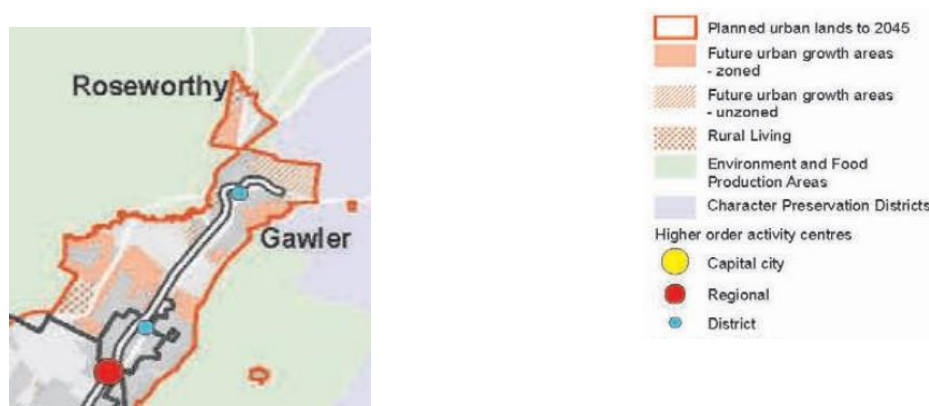 Roseworthy
Gawler
Planned urban lands to 2045
Future urban growth areas
- zoned
Future urban growth areas
- unzoned
Rural Living
Environment and Food
Production Areas
Character Preservation Districts
Higher order activity centres
Capital city
Regional
District